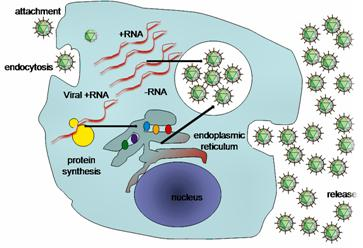 attachment
+RNA
endocytosis
Viral +RNA
-RNA
endoplasmic
reticulum
protein
synthesis
nucleus
release